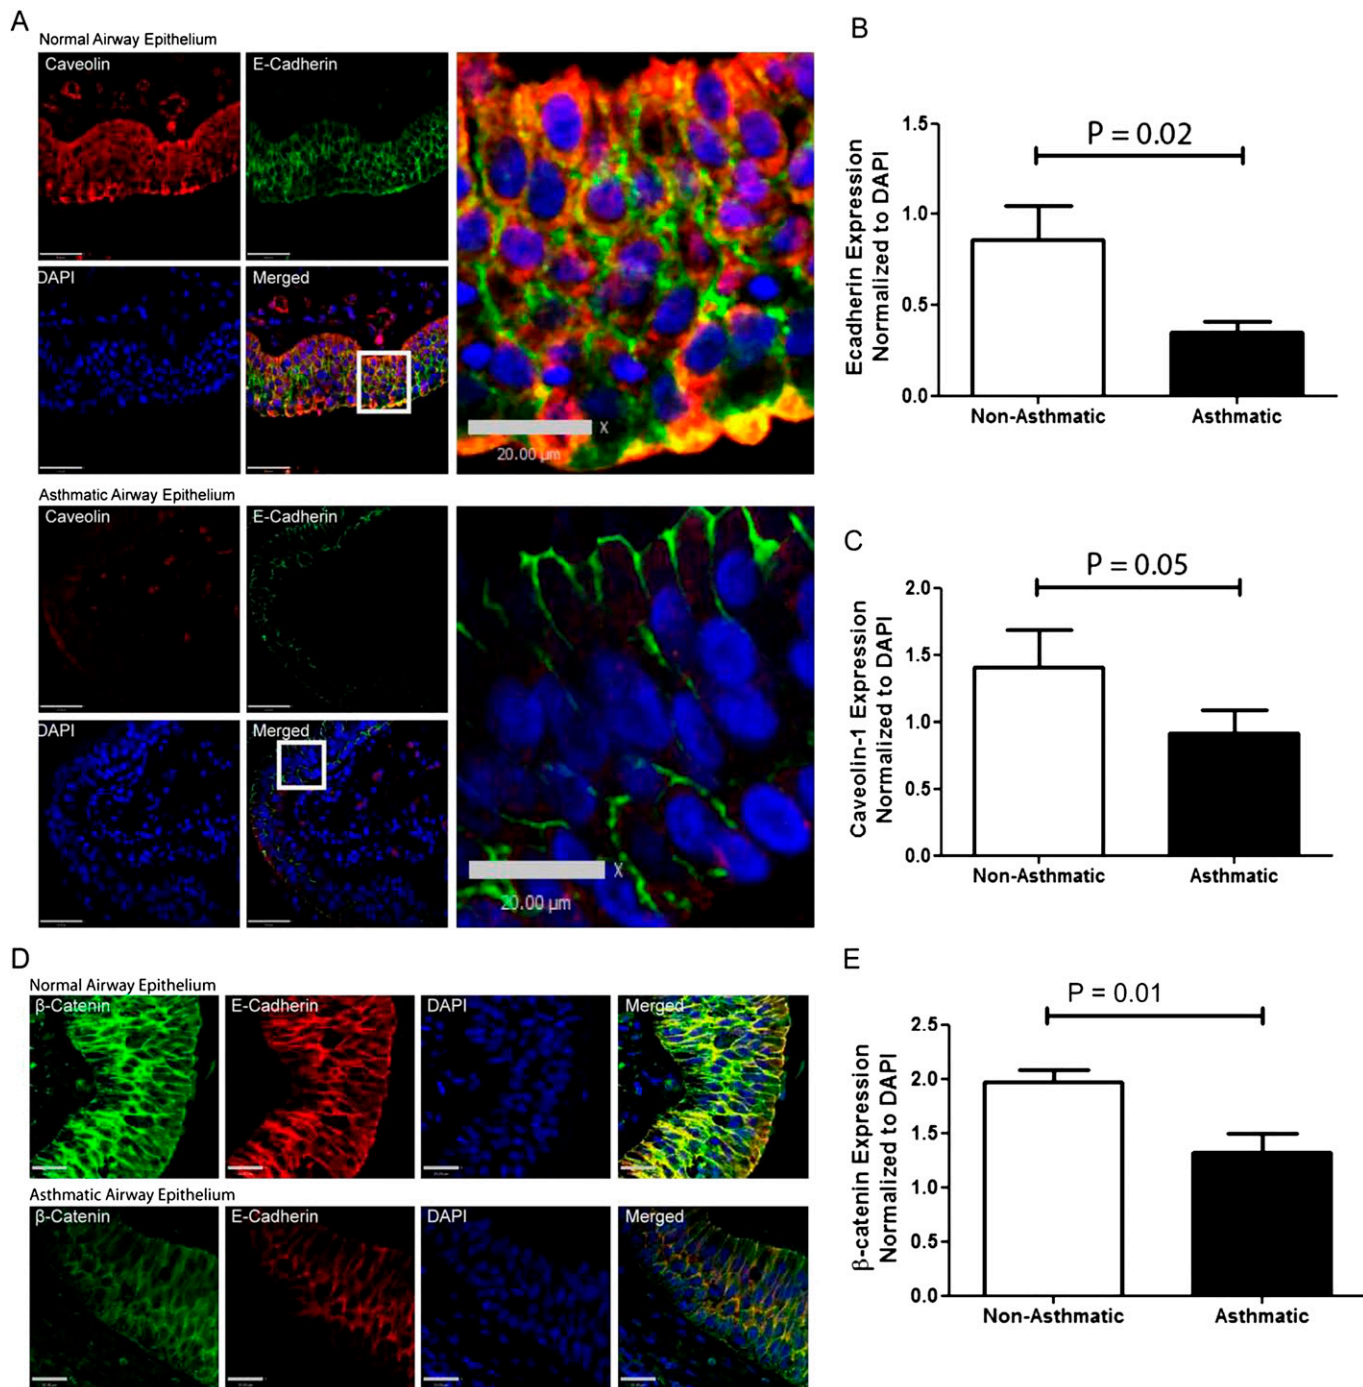 A
Normal Airway Epithelium
Caveolin
E-Cadherin
DAPI
Merged
X
20.00 µm
Asthmatic Airway Epithelium
Caveolin
E-Cadherin
DAPI
Merged
X
20.00 µm
B
P = 0.02
Ecadherin Expression
Normalized to DAPI
1.5
1.0
0.5
0.0
Non-Asthmatic
Asthmatic
C
P = 0.05
Caveolin-1 Expression
Normalized to DAPI
2.0
1.5
1.0
0.5
0.0
Non-Asthmatic
Asthmatic
D
Normal Airway Epithelium
β-Catenin
E-Cadherin
DAPI
Merged
Asthmatic Airway Epithelium
β-Catenin
E-Cadherin
DAPI
Merged
E
P = 0.01
β-catenin Expression
Normalized to DAPI
2.5
2.0
1.5
1.0
0.5
0.0
Non-Asthmatic
Asthmatic